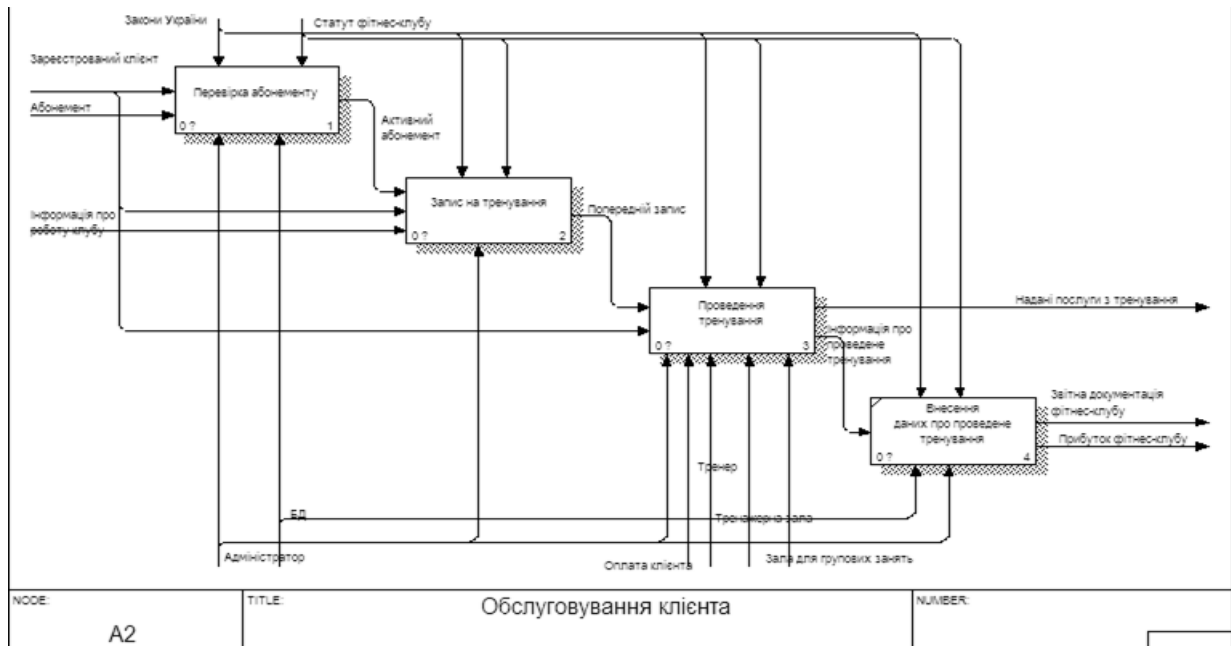 Закони України
Статут фітнес-клубу
Зареєстрований клієнт
Перевірка абонементу
0 ?
1
Абонемент
Активний
абонемент
Запис на тренування
0 ?
2
Інформація про
роботу клубу
Попередній запис
Проведення
тренування
0 ?
3
Надані послуги з тренування
Інформація про
проведене
тренування
Внесення
даних про проведене
тренування
0 ?
4
Звітна документація
фітнес-клубу
Прибуток фітнес-клубу
Тренер
БД
Тренажерна зала
Адміністратор
Оплата клієнта
Зала для групових занять
NODE:
A2
TITLE:
Обслуговування клієнта
NUMBER: